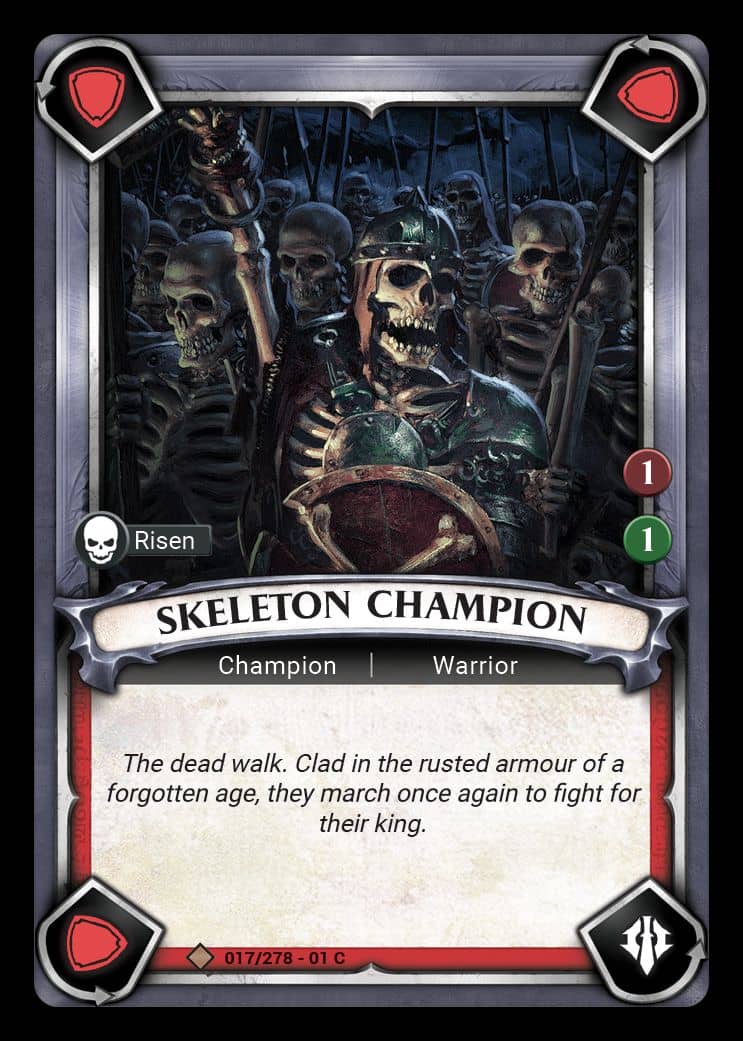 1
Risen
1
SKELETON CHAMPION
Champion | Warrior
The dead walk. Clad in the rusted armour of a
forgotten age, they march once again to fight for
their king.
017/278 - 01 C